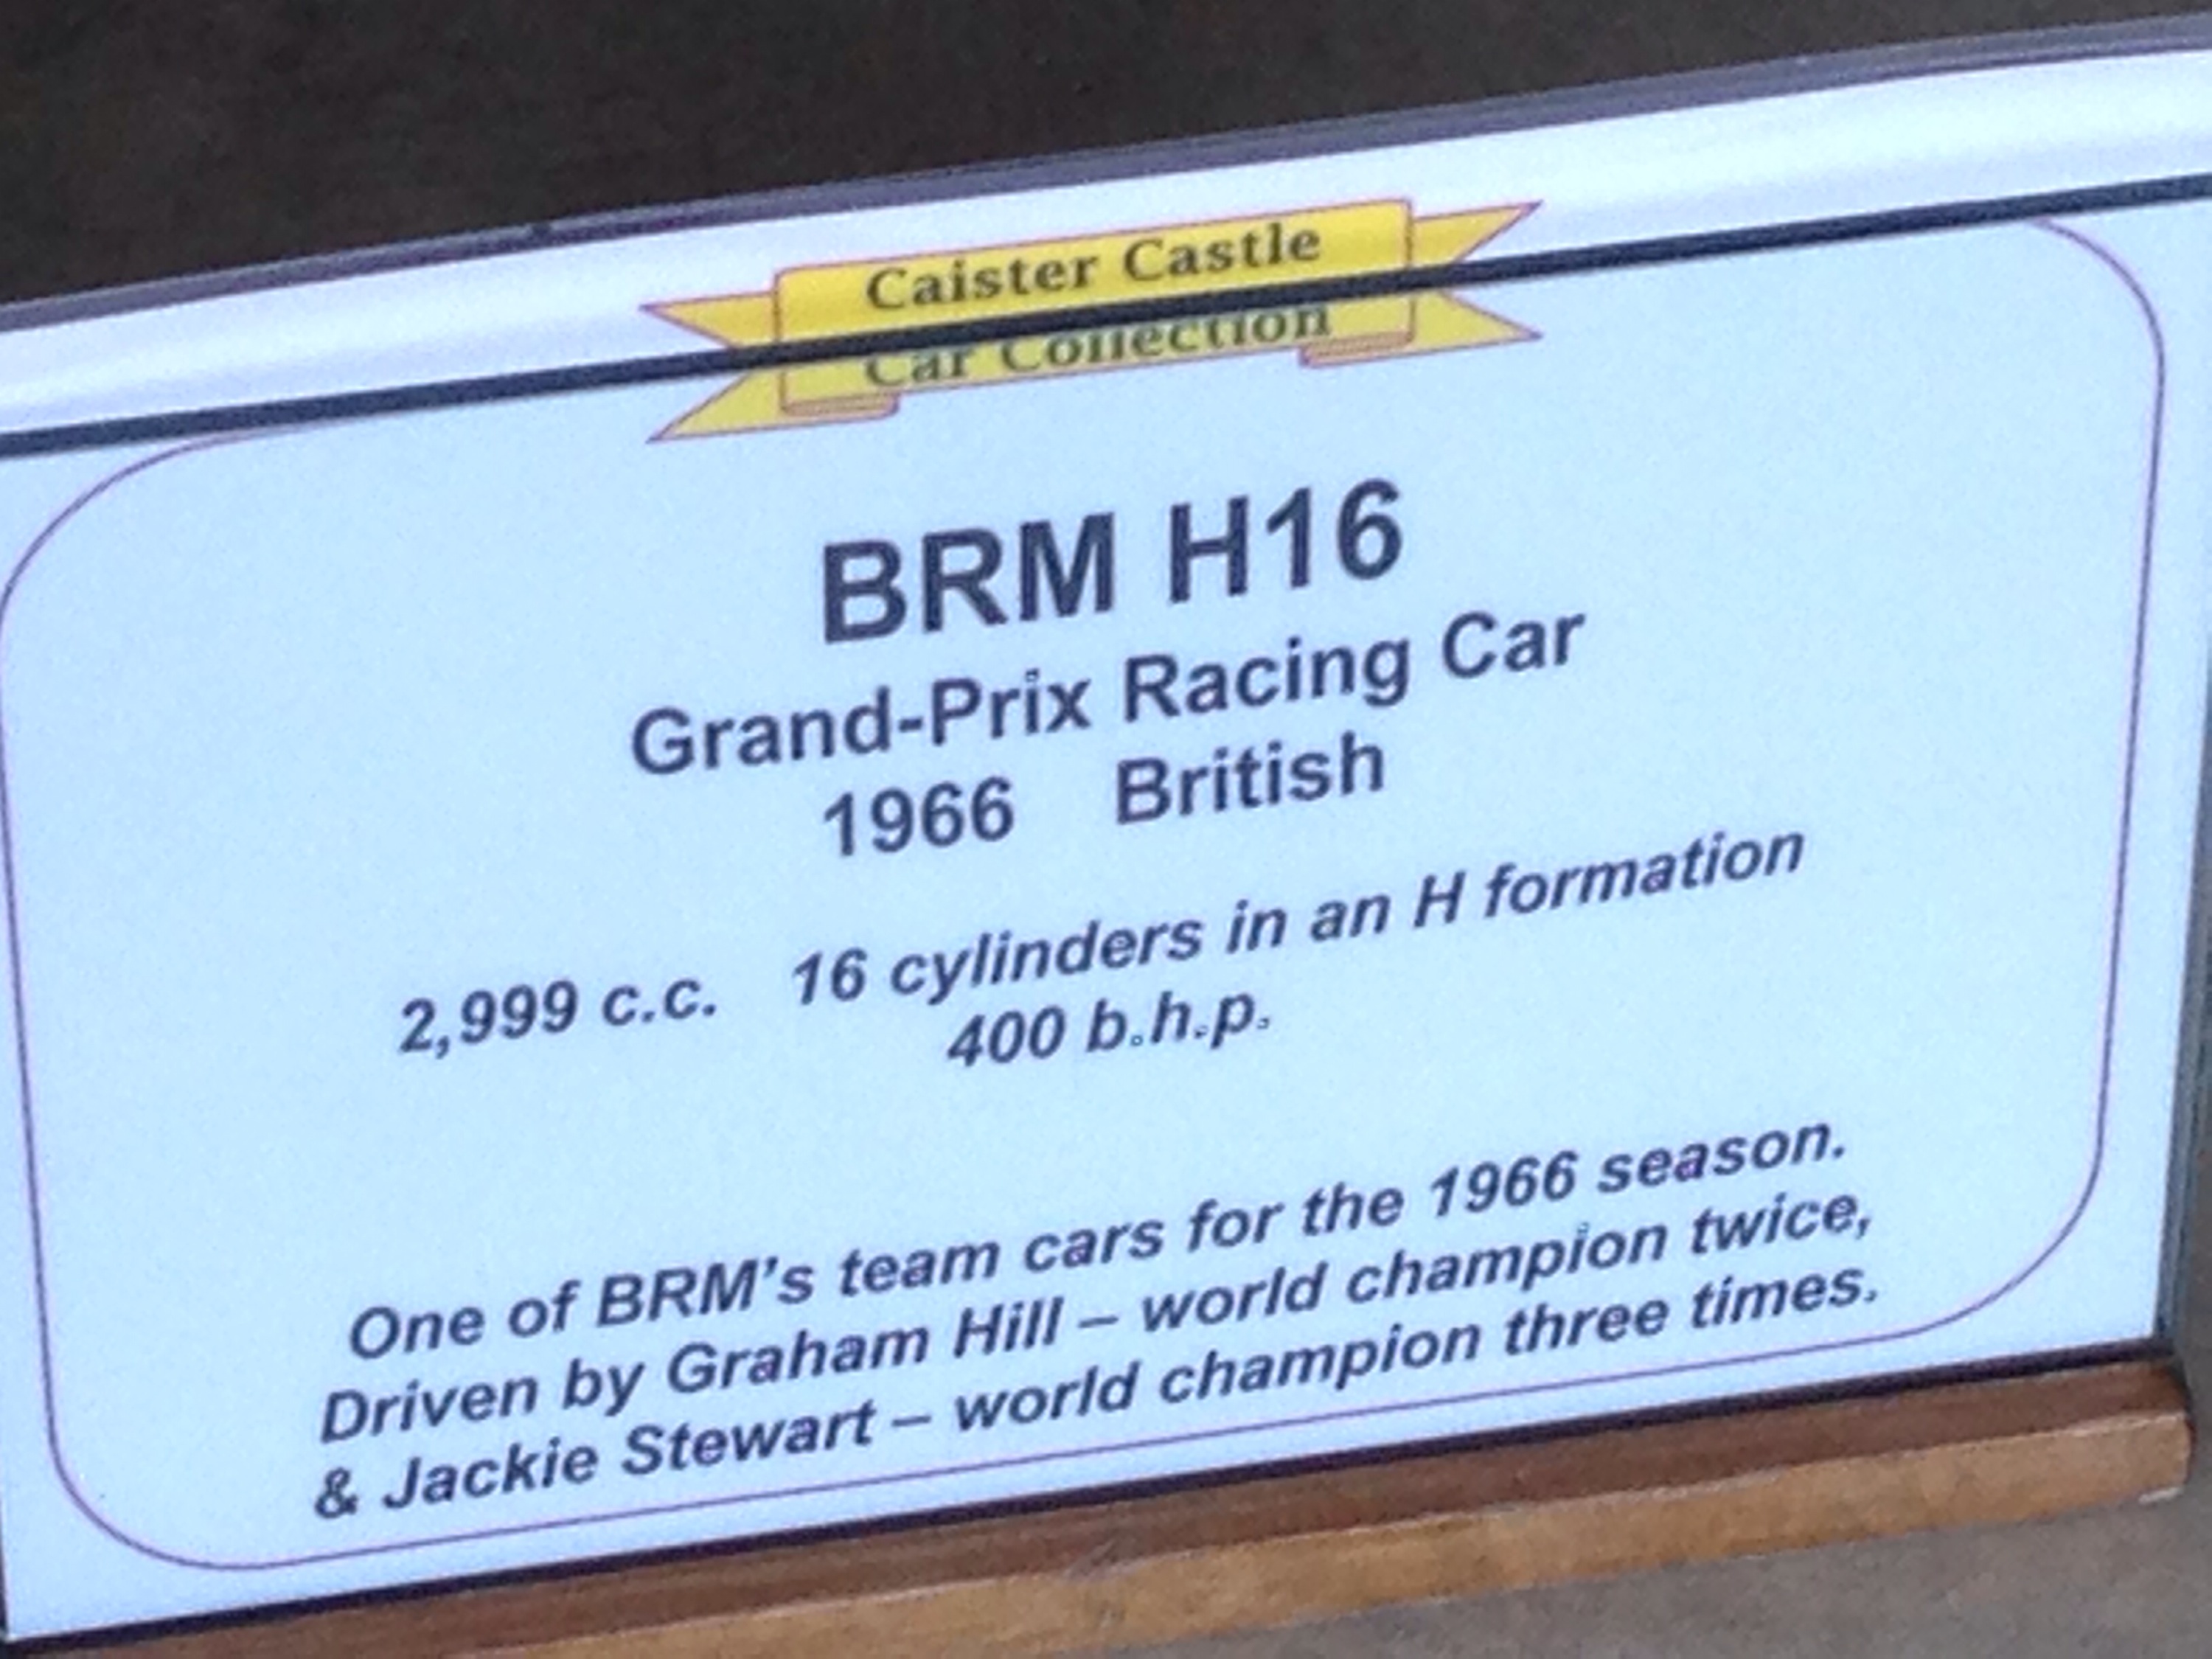 Caister Castle
Car Collection
BRM H16
Grand-Prix Racing Car
1966 British
2,999 c.c. 16 cylinders in an H formation
400 b.h.p.
One of BRM's team cars for the 1966 season.
Driven by Graham Hill – world champion twice,
& Jackie Stewart – world champion three times.